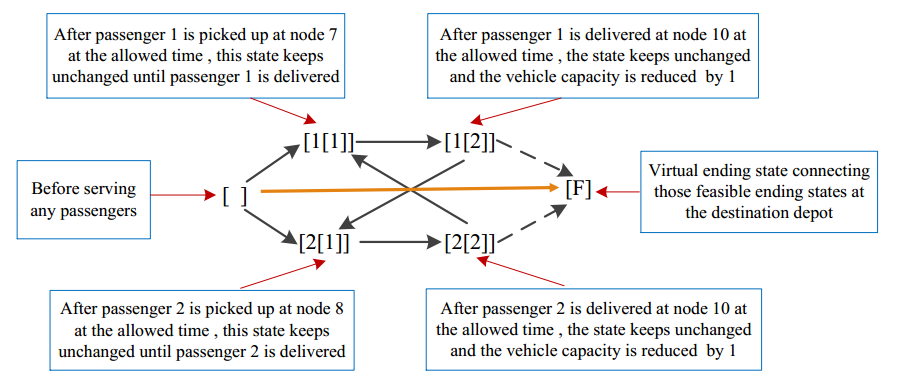 After passenger 1 is picked up at node 7
at the allowed time , this state keeps
unchanged until passenger 1 is delivered
After passenger 1 is delivered at node 10 at
the allowed time , the state keeps unchanged
and the vehicle capacity is reduced by 1
[1[1]]
[1[2]]
Before serving
any passengers
[ ]
[F]
Virtual ending state connecting
those feasible ending states at
the destination depot
[2[1]]
[2[2]]
After passenger 2 is picked up at node 8
at the allowed time , this state keeps
unchanged until passenger 2 is delivered
After passenger 2 is delivered at node 10 at
the allowed time , the state keeps unchanged
and the vehicle capacity is reduced by 1